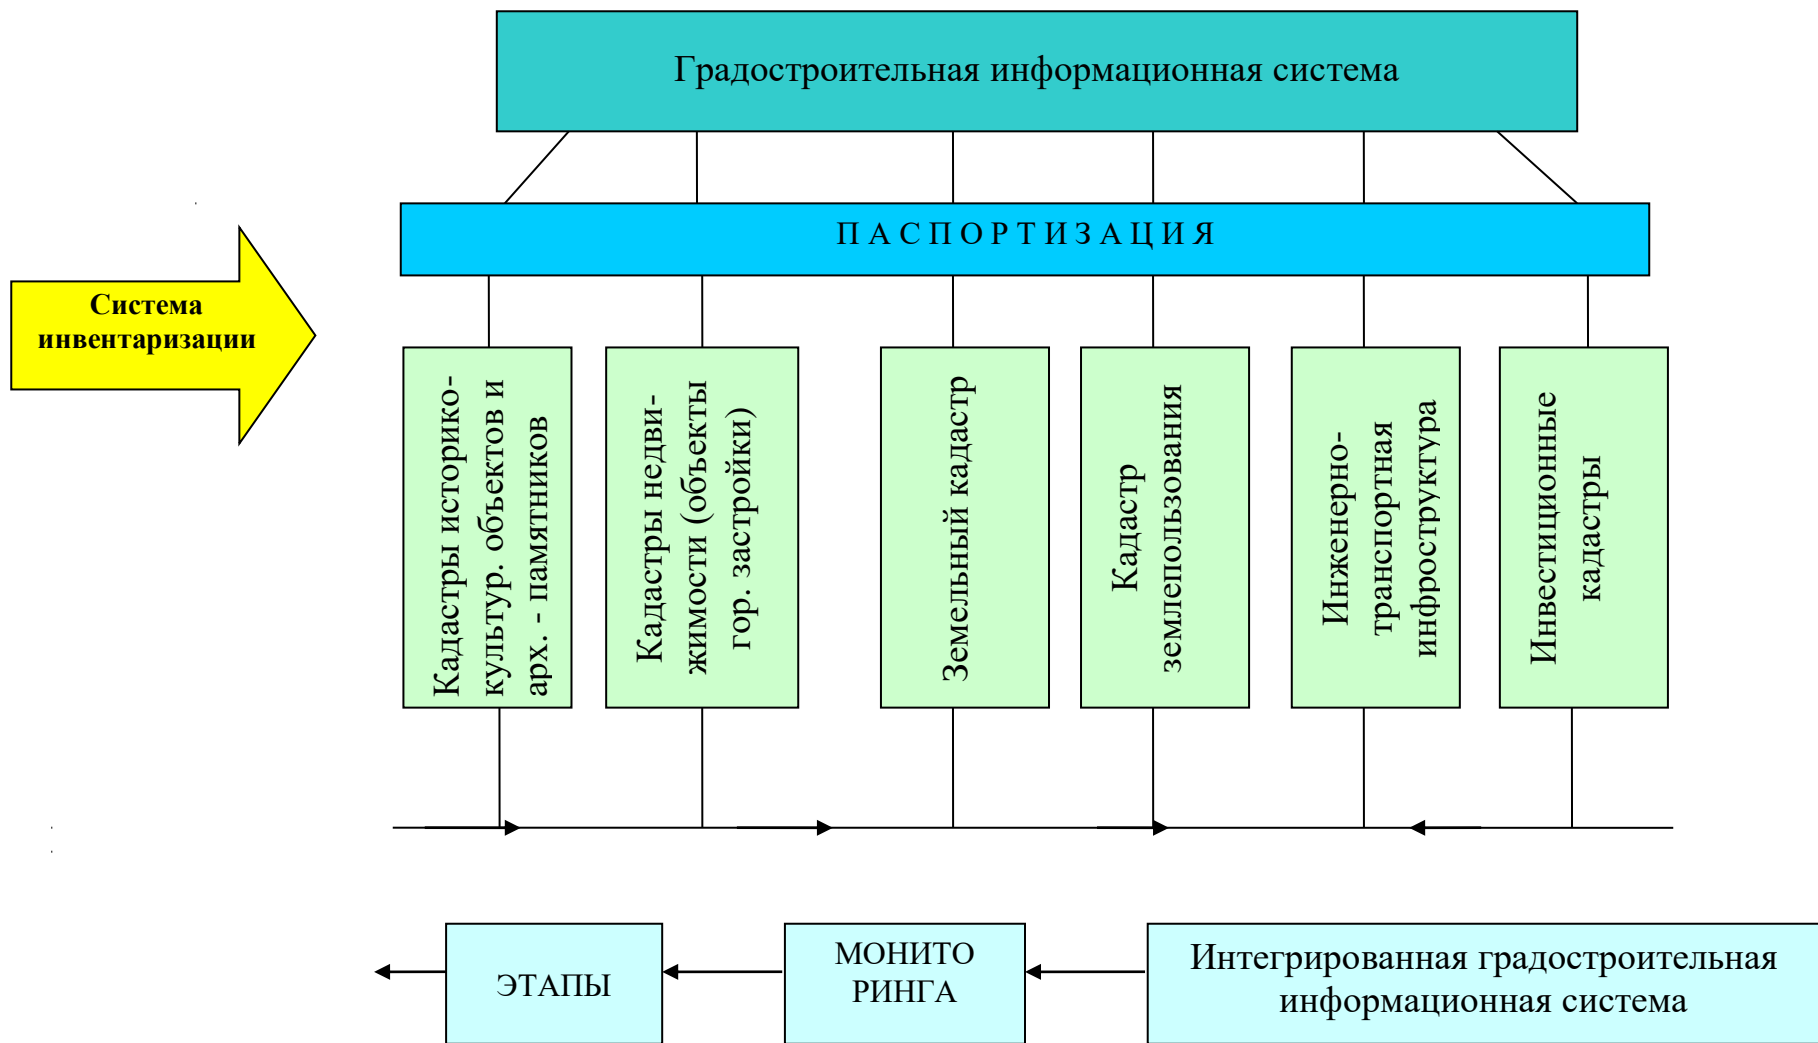 Градостроительная информационная система
П А С П О Р Т И З А Ц И Я
Система
инвентаризации
Кадастры историко-
культур. объектов и
арх. - памятников
Кадастры недви-
жимости (объекты
гор. застройки)
Земельный кадастр
Кадастр
землепользования
Инженерно-
транспортная
инфроструктура
Инвестиционные
кадастры
ЭТАПЫ
МОНИТО
РИНГА
Интегрированная градостроительная
информационная система